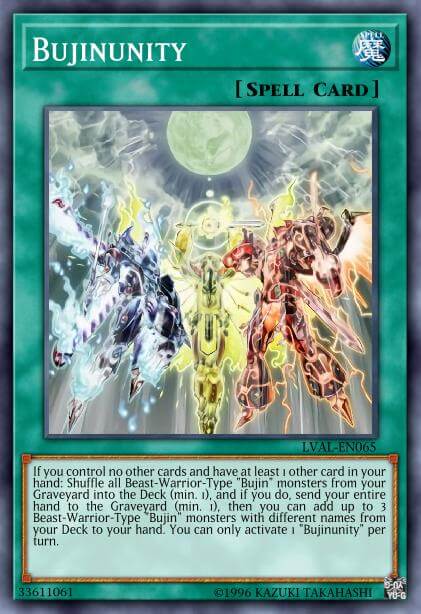 Bujinunity
SPELL
魔
[Spell Card]
LVAL-EN065
If you control no other cards and have at least 1 other card in your
hand: Shuffle all Beast-Warrior-Type "Bujin" monsters from your
Graveyard into the Deck (min. 1), and if you do, send your entire
hand to the Graveyard (min. 1), then you can add up to 3
Beast-Warrior-Type "Bujin" monsters with different names from
your Deck to your hand. You can only activate 1 "Bujinunity" per
turn.
33611061
©1996 KAZUKI TAKAHASHI